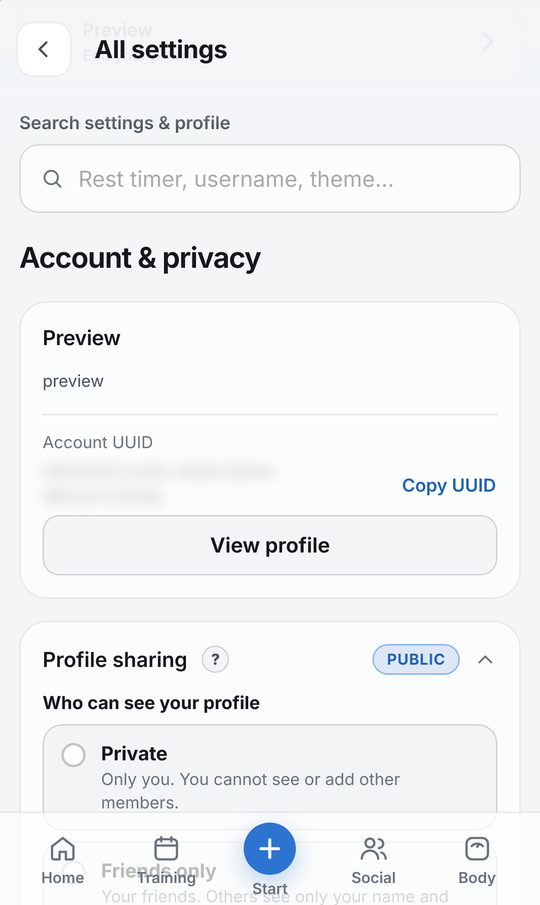 Preview
All settings
Search settings & profile
Rest timer, username, theme...
Account & privacy
Preview
preview
Account UUID
Copy UUID
View profile
Profile sharing ?
PUBLIC
Who can see your profile
Private
Only you. You cannot see or add other
members.
Friends only
Your friends. Others see only your name and
Home
Training
Start
Social
Body